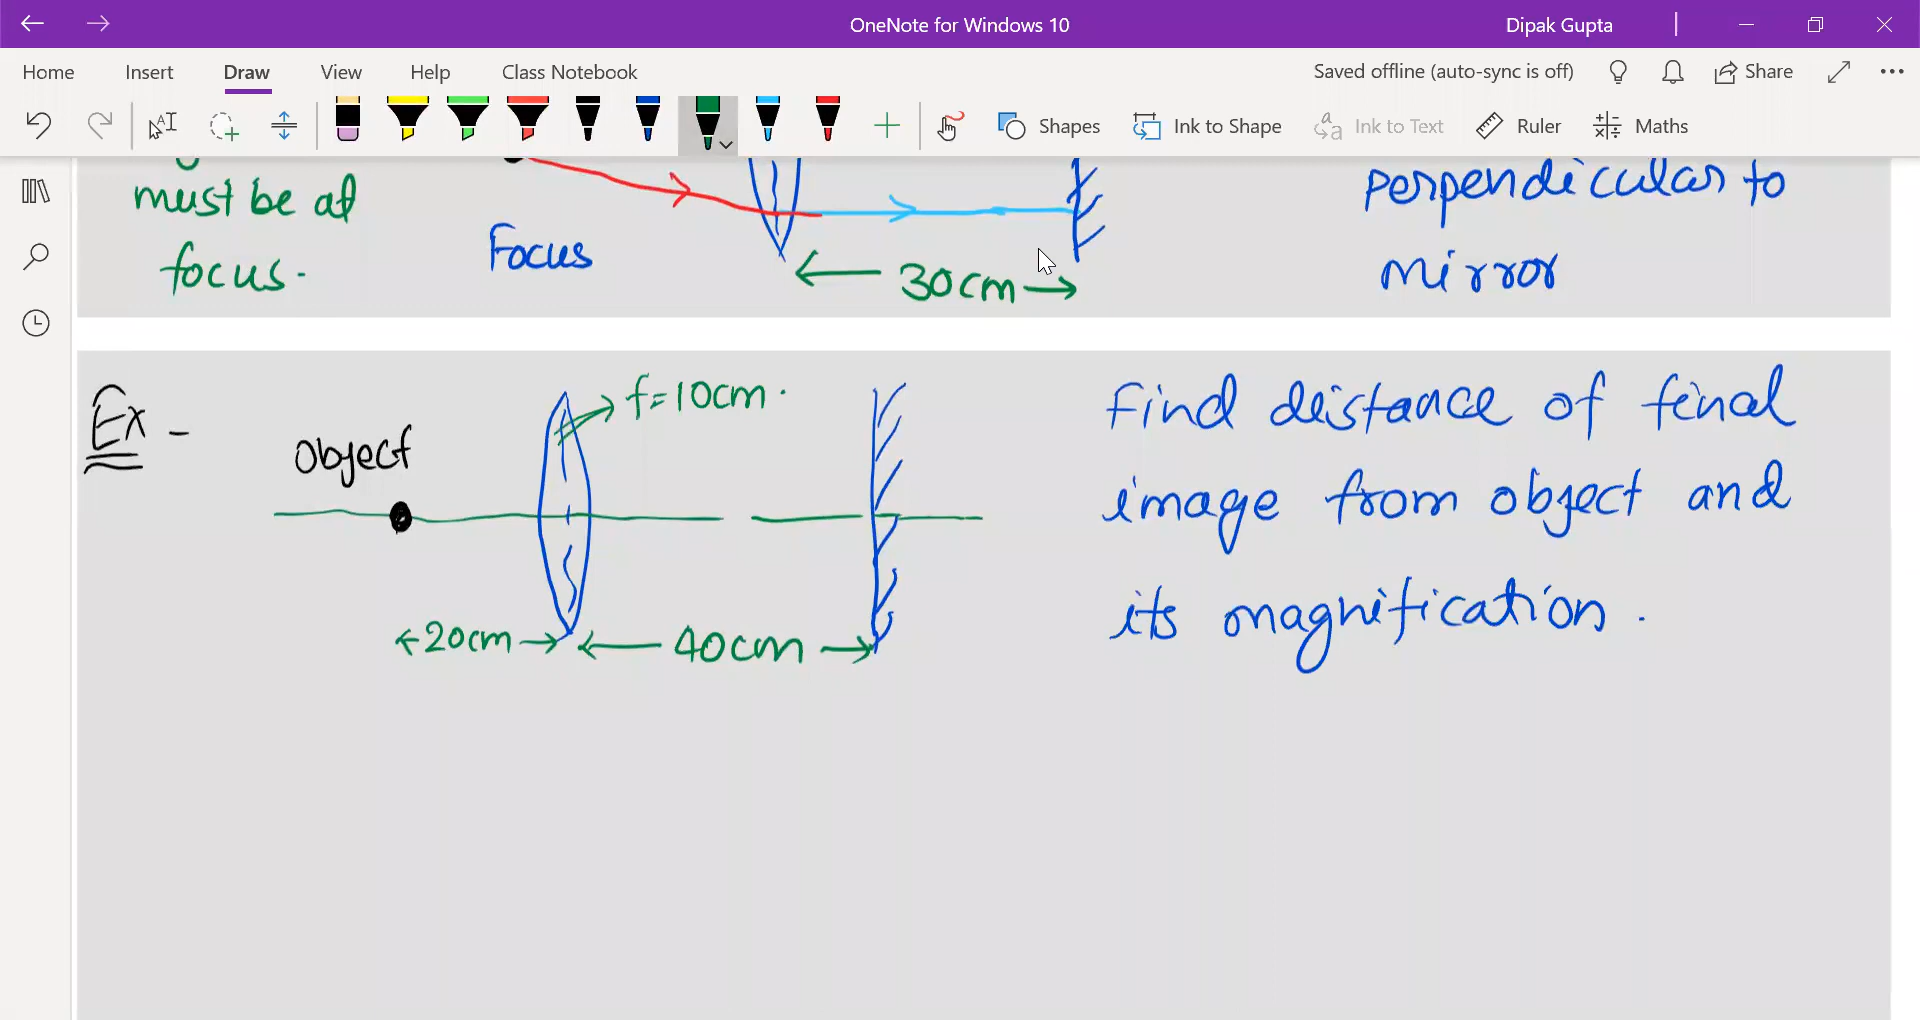 OneNote for Windows 10
Dipak Gupta
Home Insert Draw View Help Class Notebook
Saved offline (auto-sync is off) Share
Shapes Ink to Shape Ink to Text Ruler Maths
must be at
focus.
Focus
30cm
perpendicular to
mirror
Ex -
object
f=10cm.
20cm
40cm
Find distance of final
image from object and
its magnification.